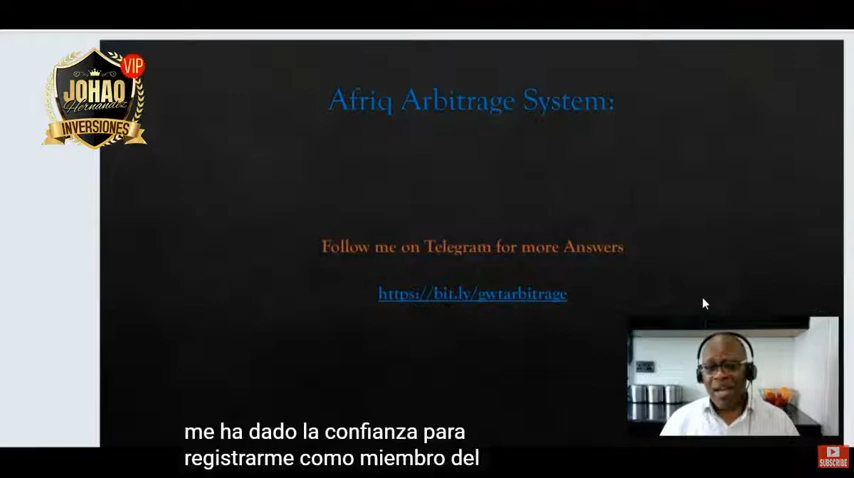 VIP
JOHAO
Hernandez
INVERSIONES
Afriq Arbitrage System:
Follow me on Telegram for more Answers
https://bit.ly/gwtarbitrage
me ha dado la confianza para
registrarme como miembro del
SUBSCRIBE